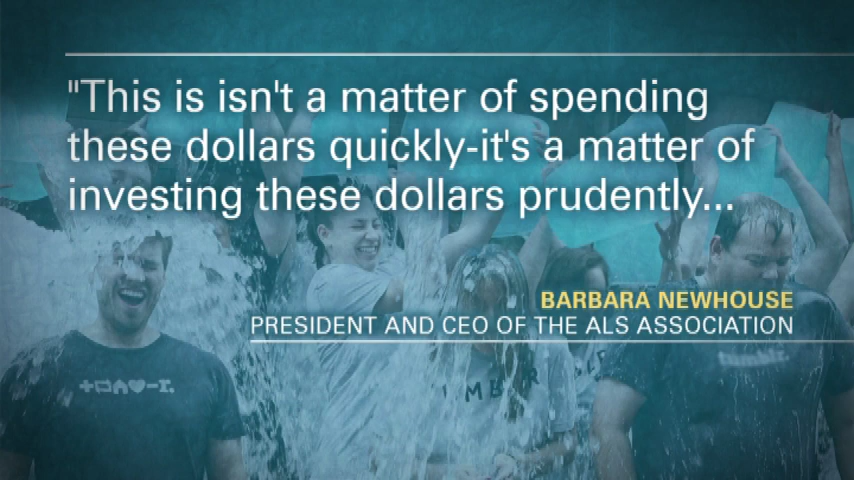 "This is isn't a matter of spending
these dollars quickly-it's a matter of
investing these dollars prudently...
BARBARA NEWHOUSE
PRESIDENT AND CEO OF THE ALS ASSOCIATION